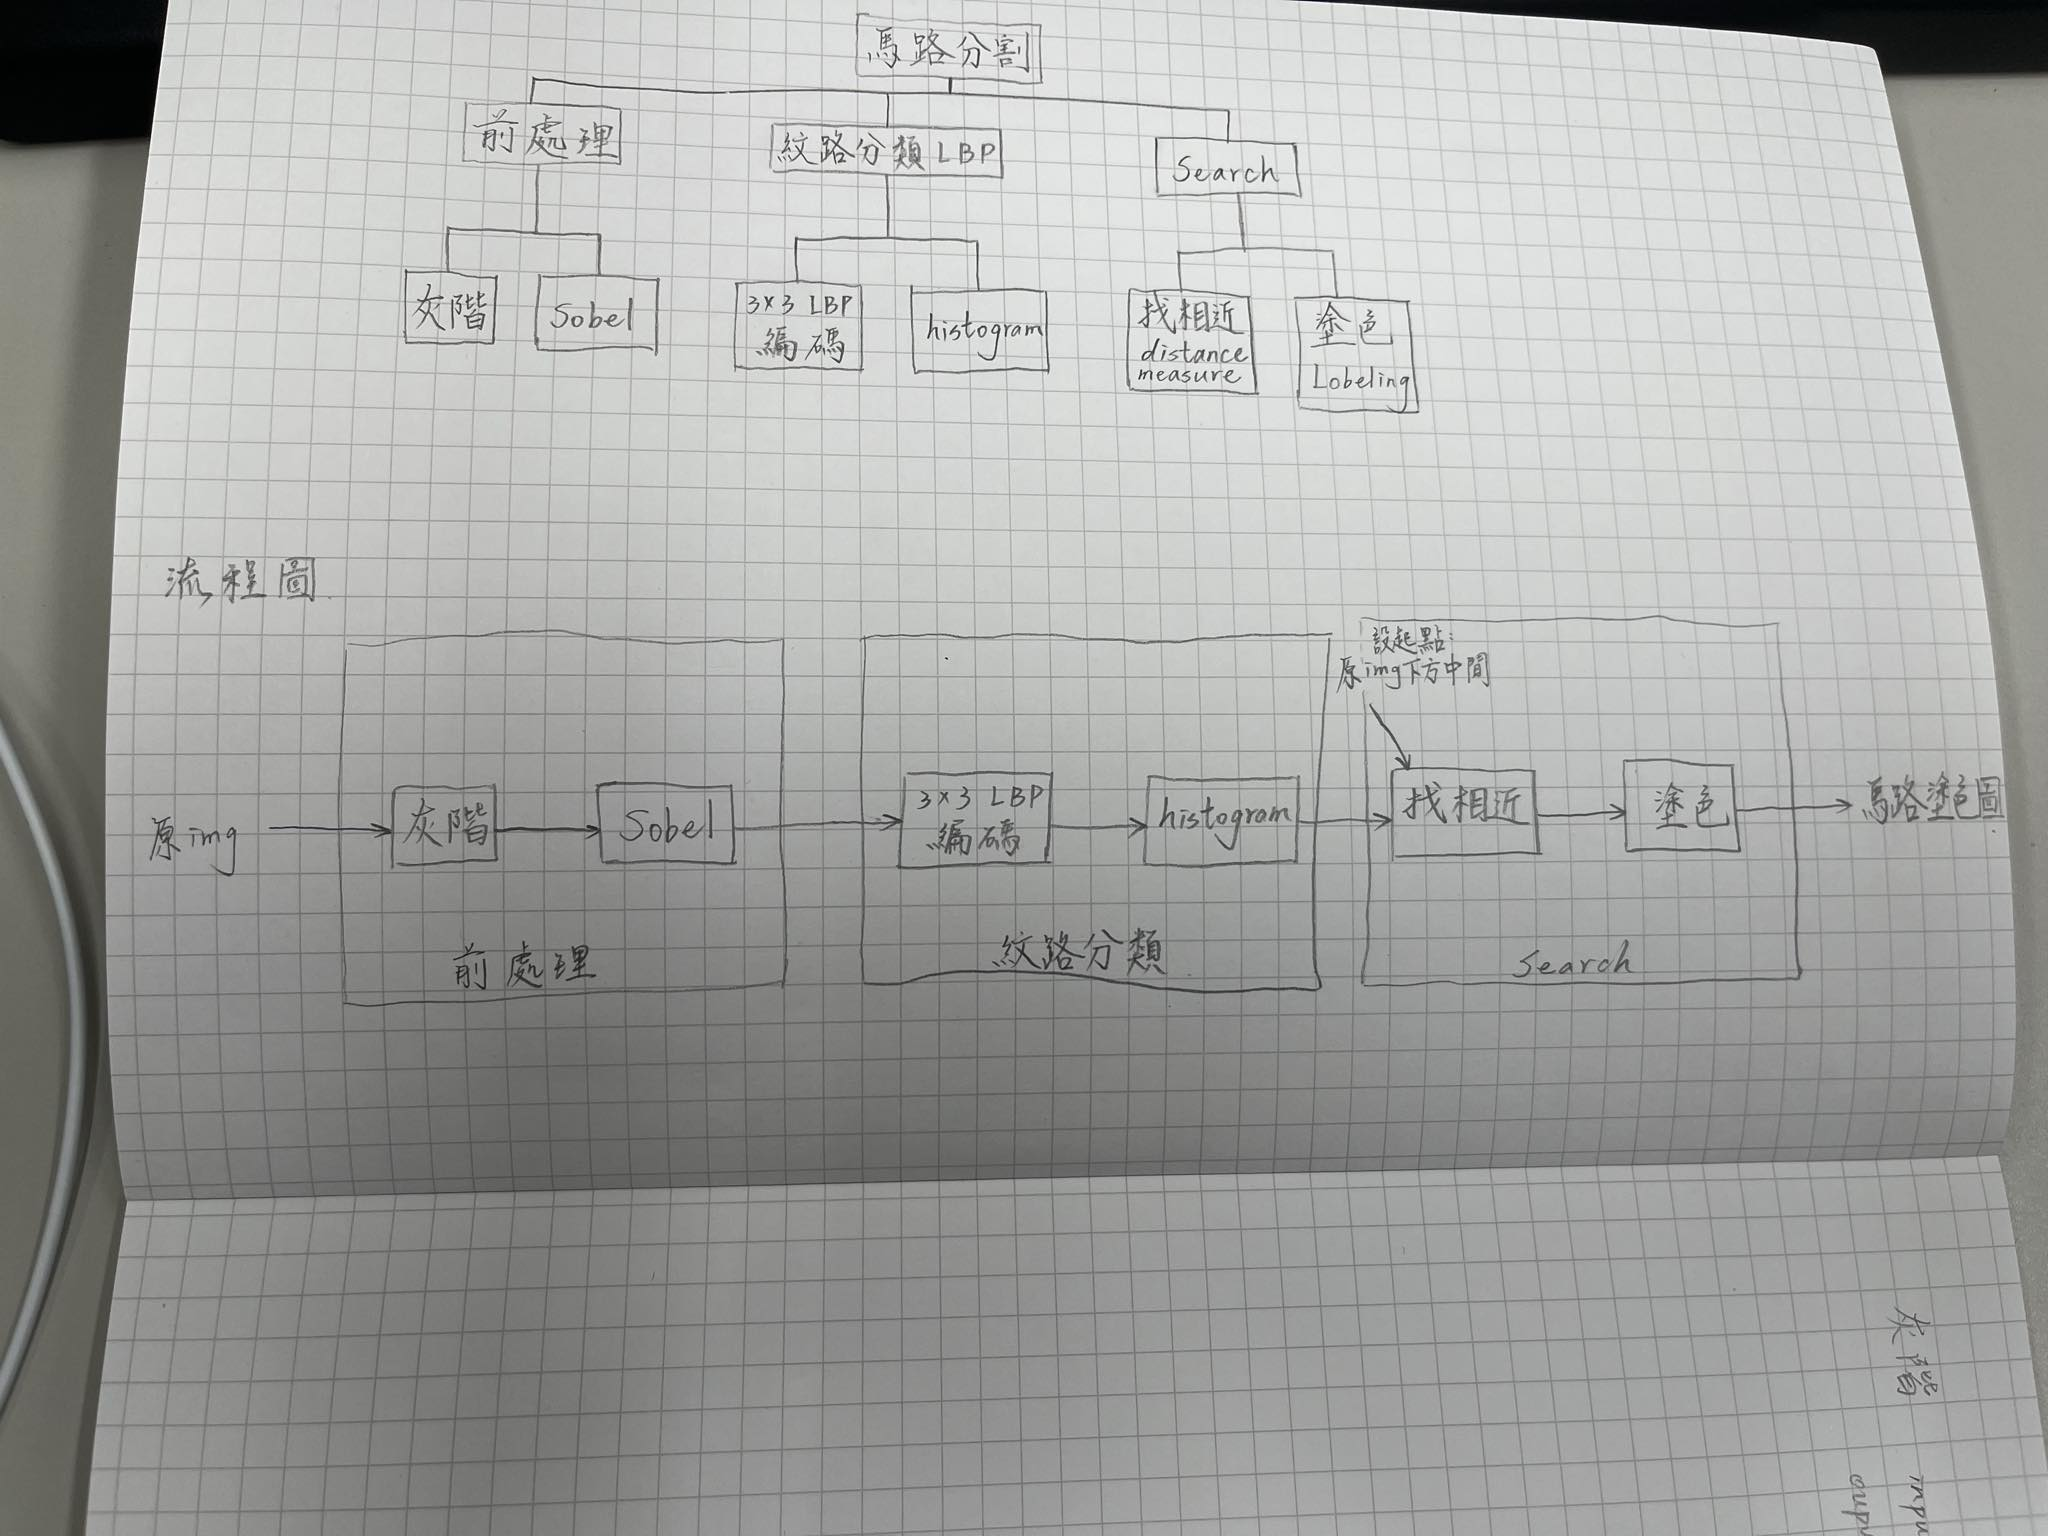 馬路分割
前處理
紋路分類 LBP
Search
灰階
Sobel
3×3 LBP
編碼
histogram
找相近
distance
measure
塗色
Lobeling
流程圖
設起點:
原img下方中間
原img
灰階
Sobel
3×3 LBP
編碼
histogram
找相近
塗色
馬路塗色圖
前處理
紋路分類
Search
灰階